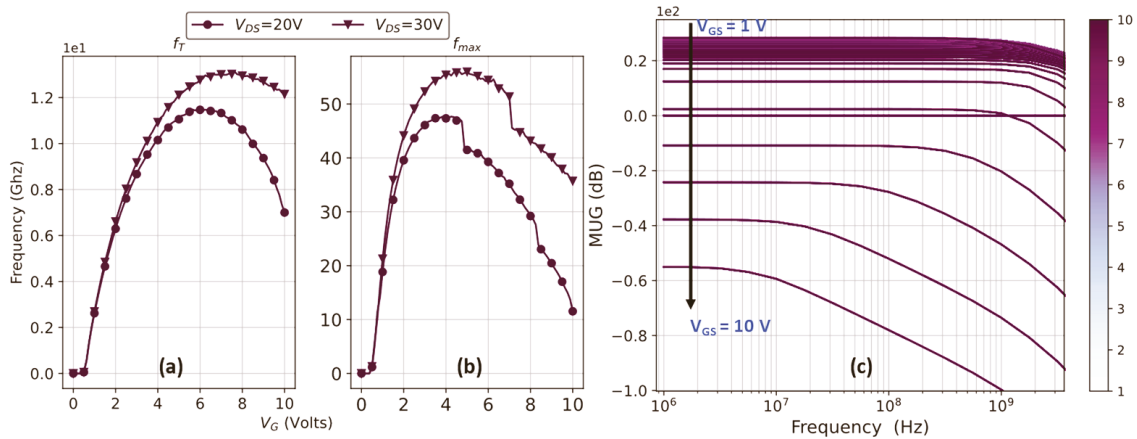 V_DS=20V V_DS=30V
f_T
f_max
1e1
1.2
1.0
0.8
0.6
0.4
0.2
0.0
Frequency (Ghz)
0 2 4 6 8 10
(a)
50
40
30
20
10
0
0 2 4 6 8 10
(b)
V_G (Volts)
1e2
0.2
0.0
−0.2
−0.4
−0.6
−0.8
−1.0
MUG (dB)
V_GS = 1 V
V_GS = 10 V
(c)
10^6 10^7 10^8 10^9
Frequency (Hz)
10
9
8
7
6
5
4
3
2
1